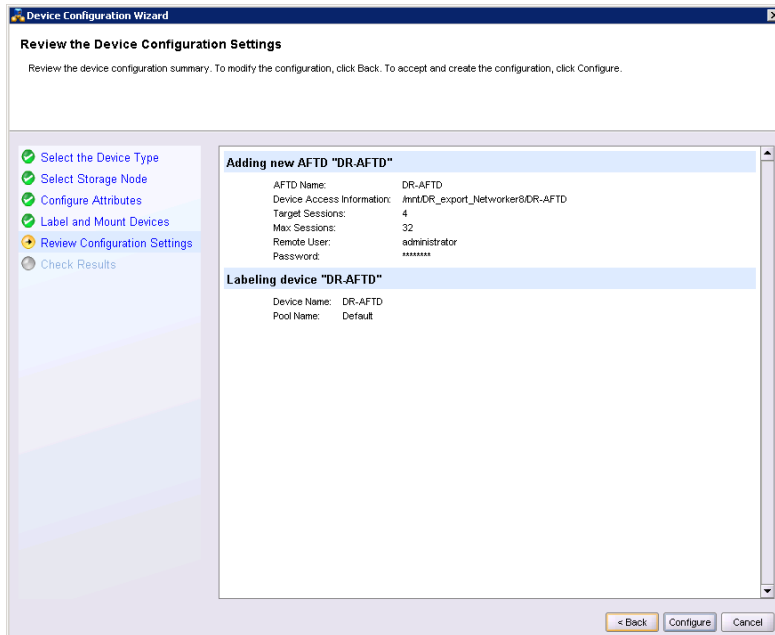 Device Configuration Wizard
Review the Device Configuration Settings
Review the device configuration summary. To modify the configuration, click Back. To accept and create the configuration, click Configure.
Select the Device Type
Select Storage Node
Configure Attributes
Label and Mount Devices
Review Configuration Settings
Check Results
Adding new AFTD "DR-AFTD"
AFTD Name: DR-AFTD
Device Access Information: /mnt/DR_export_Networker8/DR-AFTD
Target Sessions: 4
Max Sessions: 32
Remote User: administrator
Password: ********
Labeling device "DR-AFTD"
Device Name: DR-AFTD
Pool Name: Default
< Back Configure Cancel